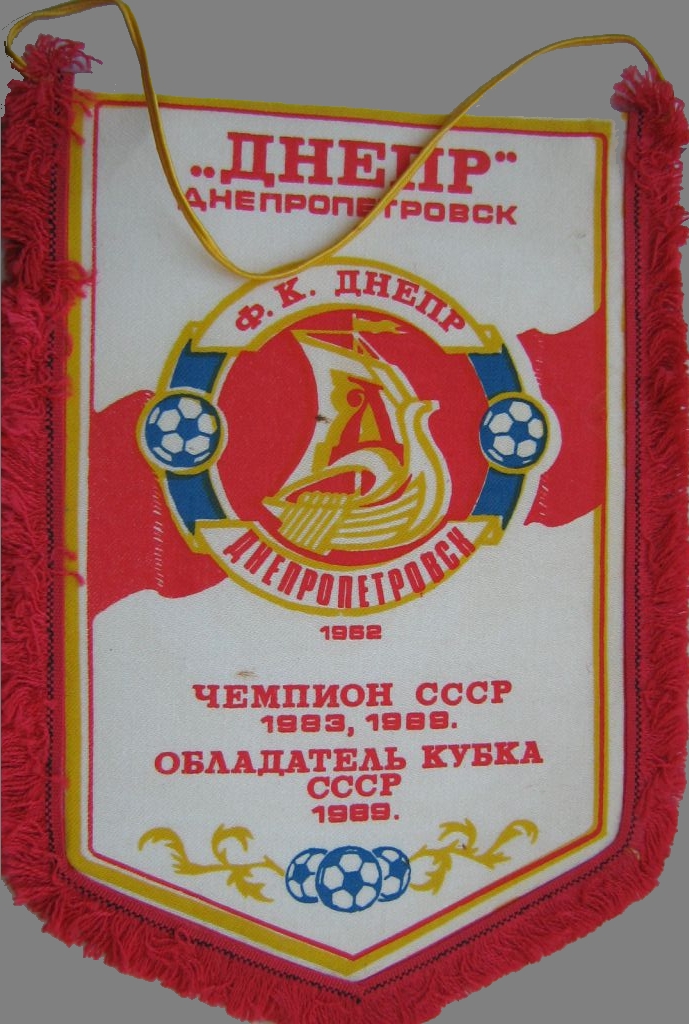 „ДНЕПР“
ДНЕПРОПЕТРОВСК
Ф.К. ДНЕПР
Д
ДНЕПРОПЕТРОВСК
1962
ЧЕМПИОН СССР
1983, 1988.
ОБЛАДАТЕЛЬ КУБКА
СССР
1989.